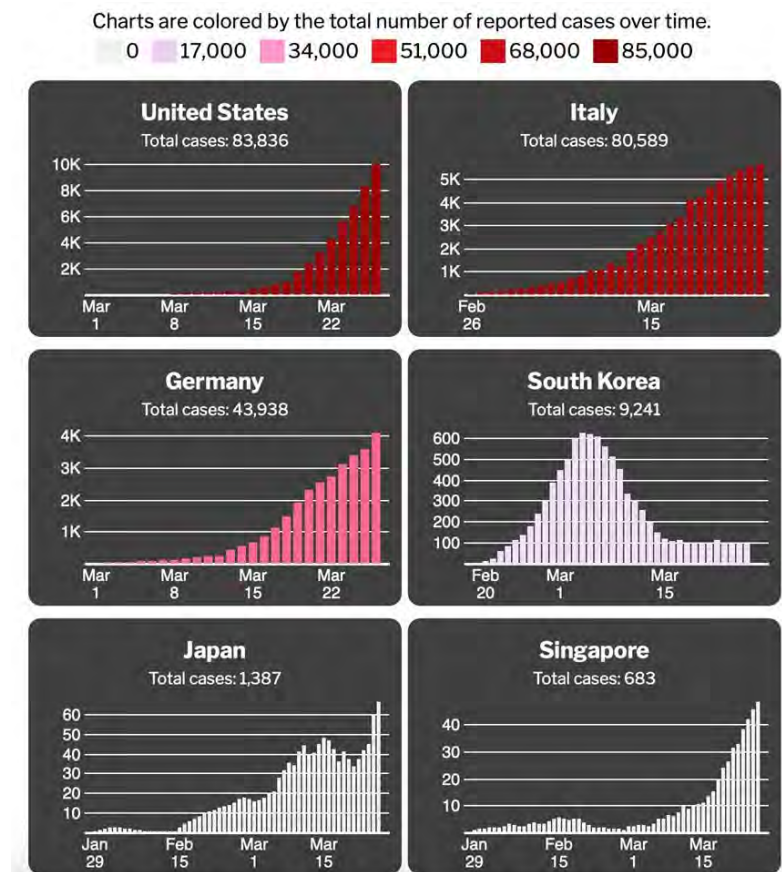 Charts are colored by the total number of reported cases over time.
0 17,000 34,000 51,000 68,000 85,000
United States
Total cases: 83,836
10K
8K
6K
4K
2K
Mar Mar Mar Mar
1 8 15 22
Italy
Total cases: 80,589
5K
4K
3K
2K
1K
Feb Mar
26 15
Germany
Total cases: 43,938
4K
3K
2K
1K
Mar Mar Mar Mar
1 8 15 22
South Korea
Total cases: 9,241
600
500
400
300
200
100
Feb Mar Mar
20 1 15
Japan
Total cases: 1,387
60
50
40
30
20
10
Jan Feb Mar Mar
29 15 1 15
Singapore
Total cases: 683
40
30
20
10
Jan Feb Mar Mar
29 15 1 15